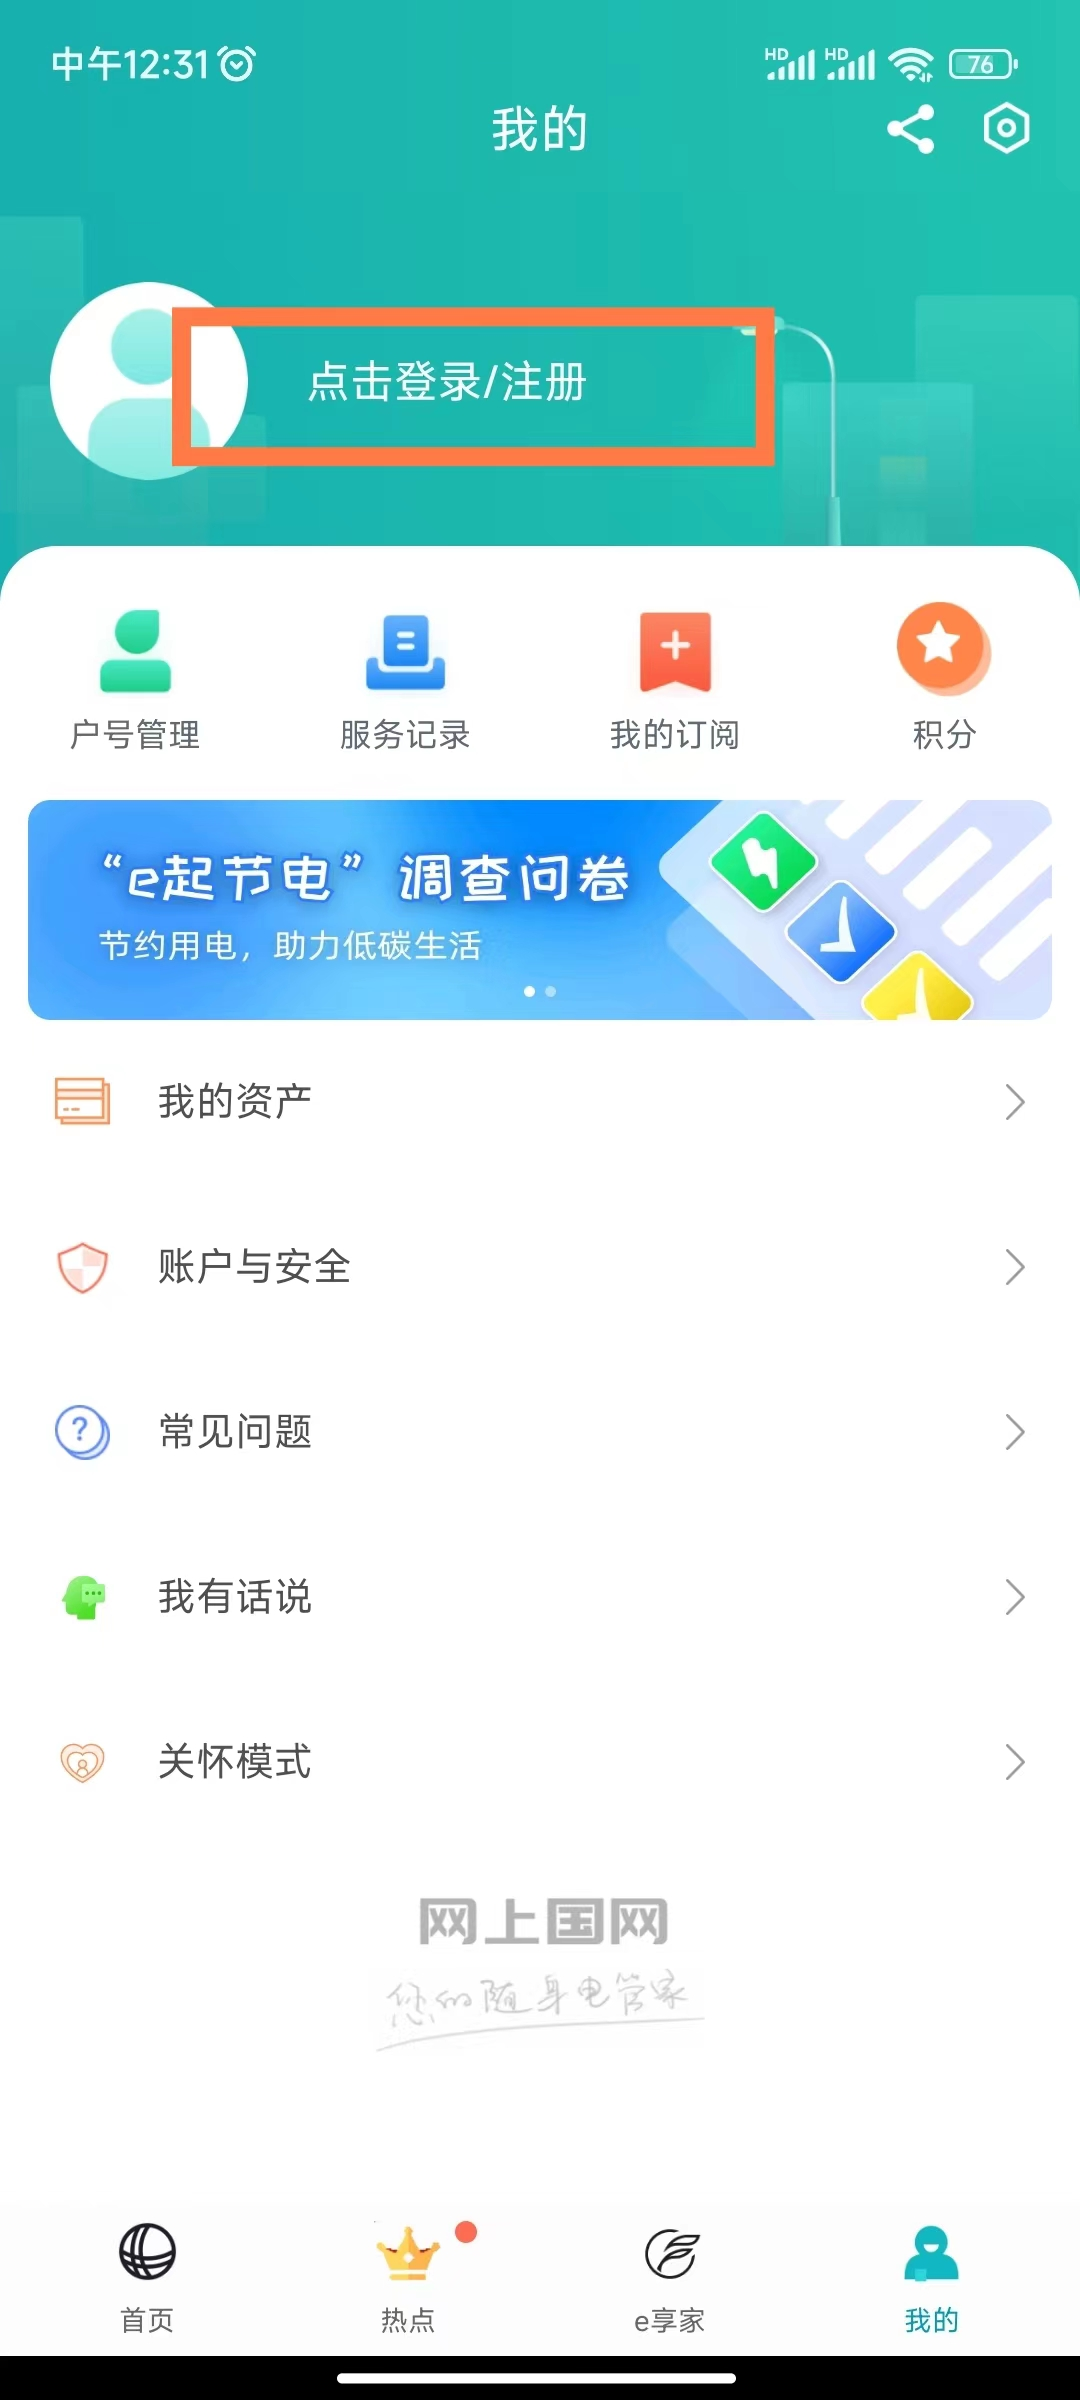 中午12:31
HD HD 76
我的
点击登录/注册
户号管理 服务记录 我的订阅 积分
“e起节电”调查问卷
节约用电，助力低碳生活
我的资产
账户与安全
常见问题
我有话说
关怀模式
网上国网
您的随身电管家
首页 热点 e享家 我的